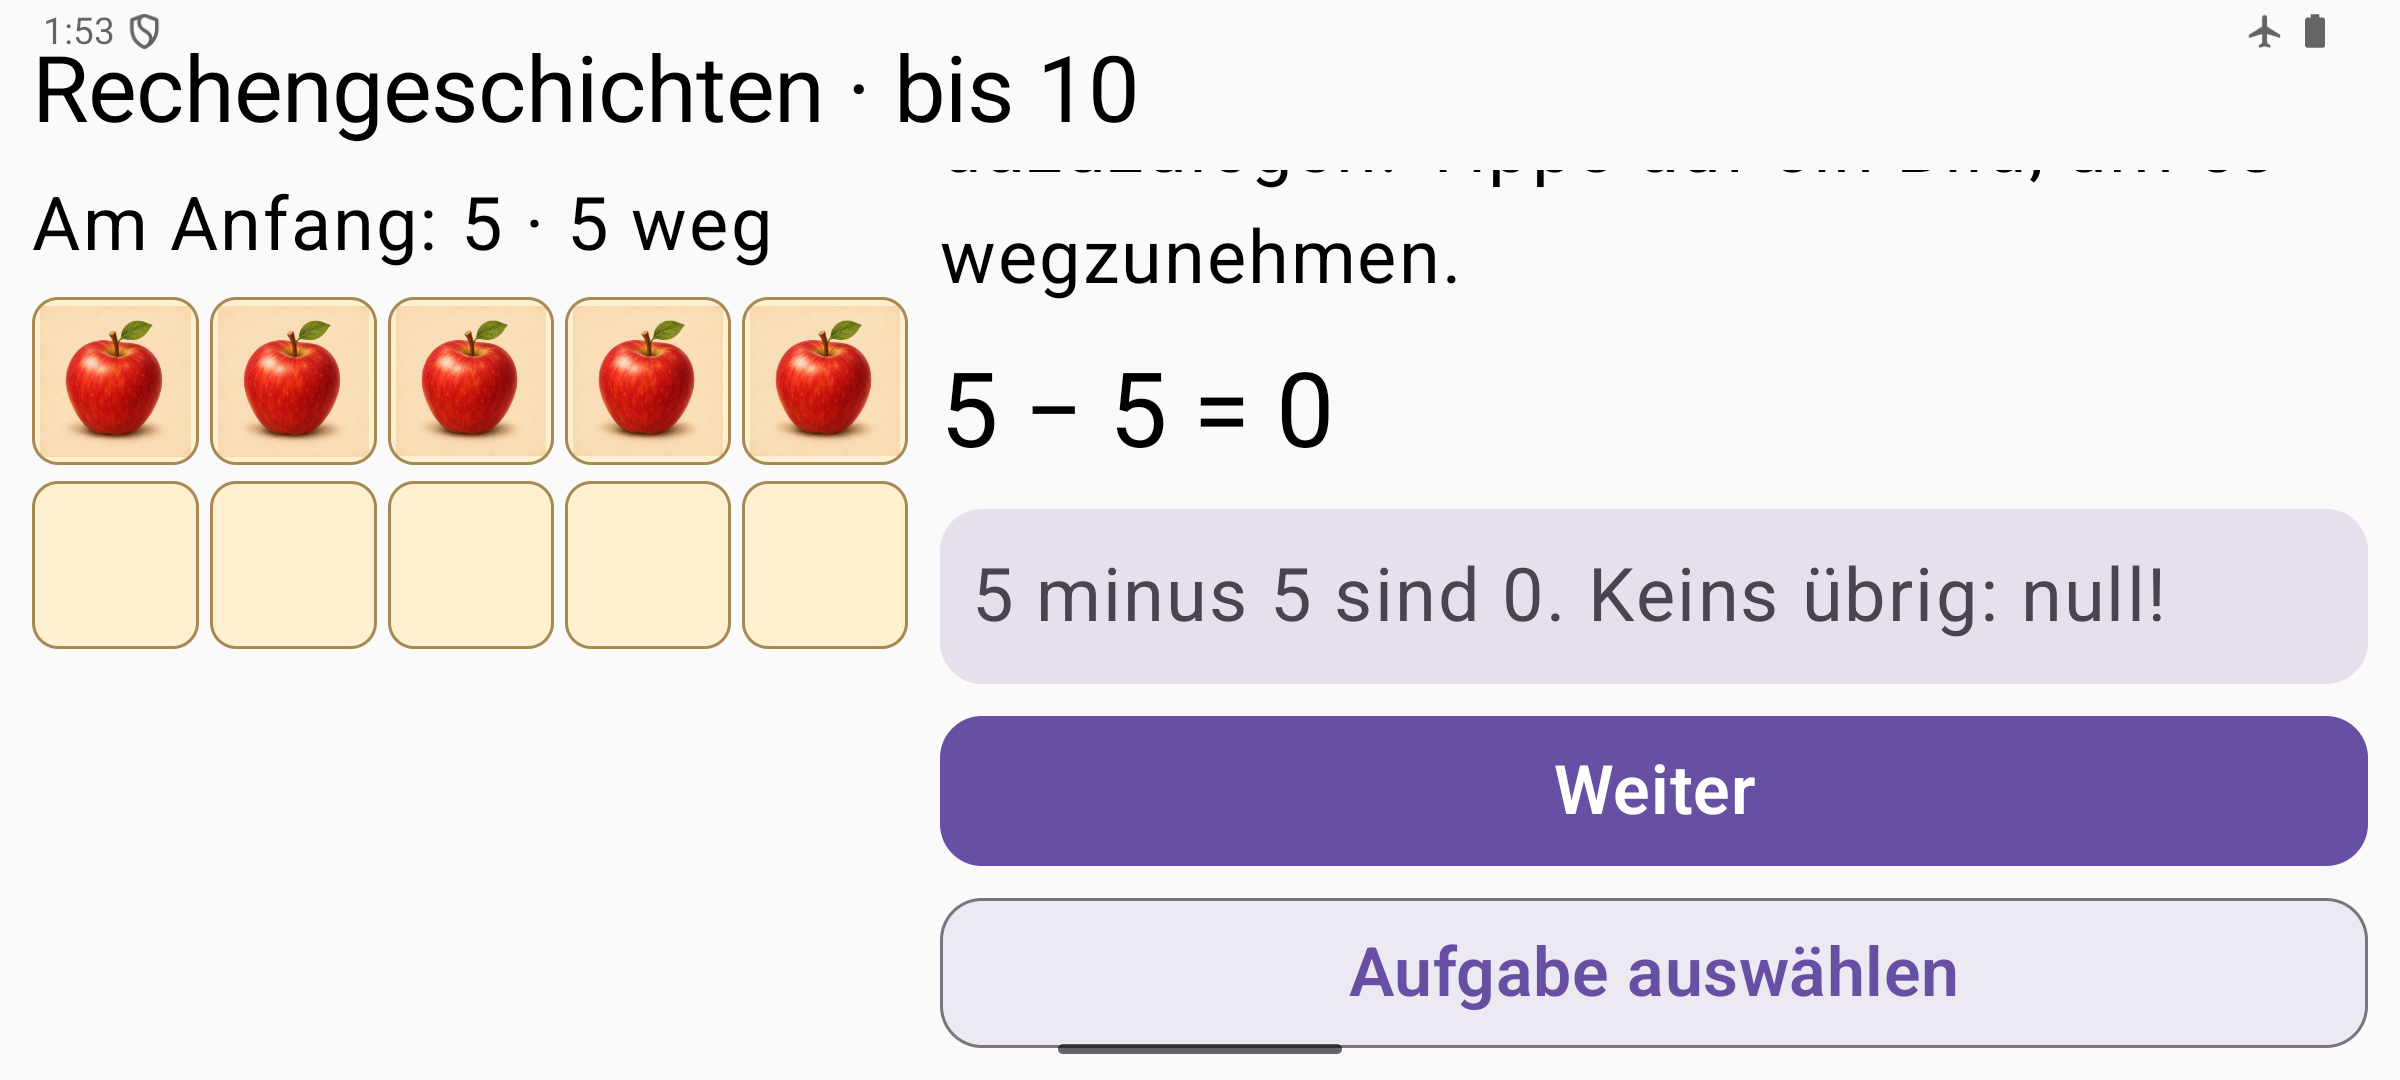 1:53
Rechengeschichten · bis 10
Am Anfang: 5 · 5 weg
wegzunehmen.
5 − 5 = 0
5 minus 5 sind 0. Keins übrig: null!
Weiter
Aufgabe auswählen